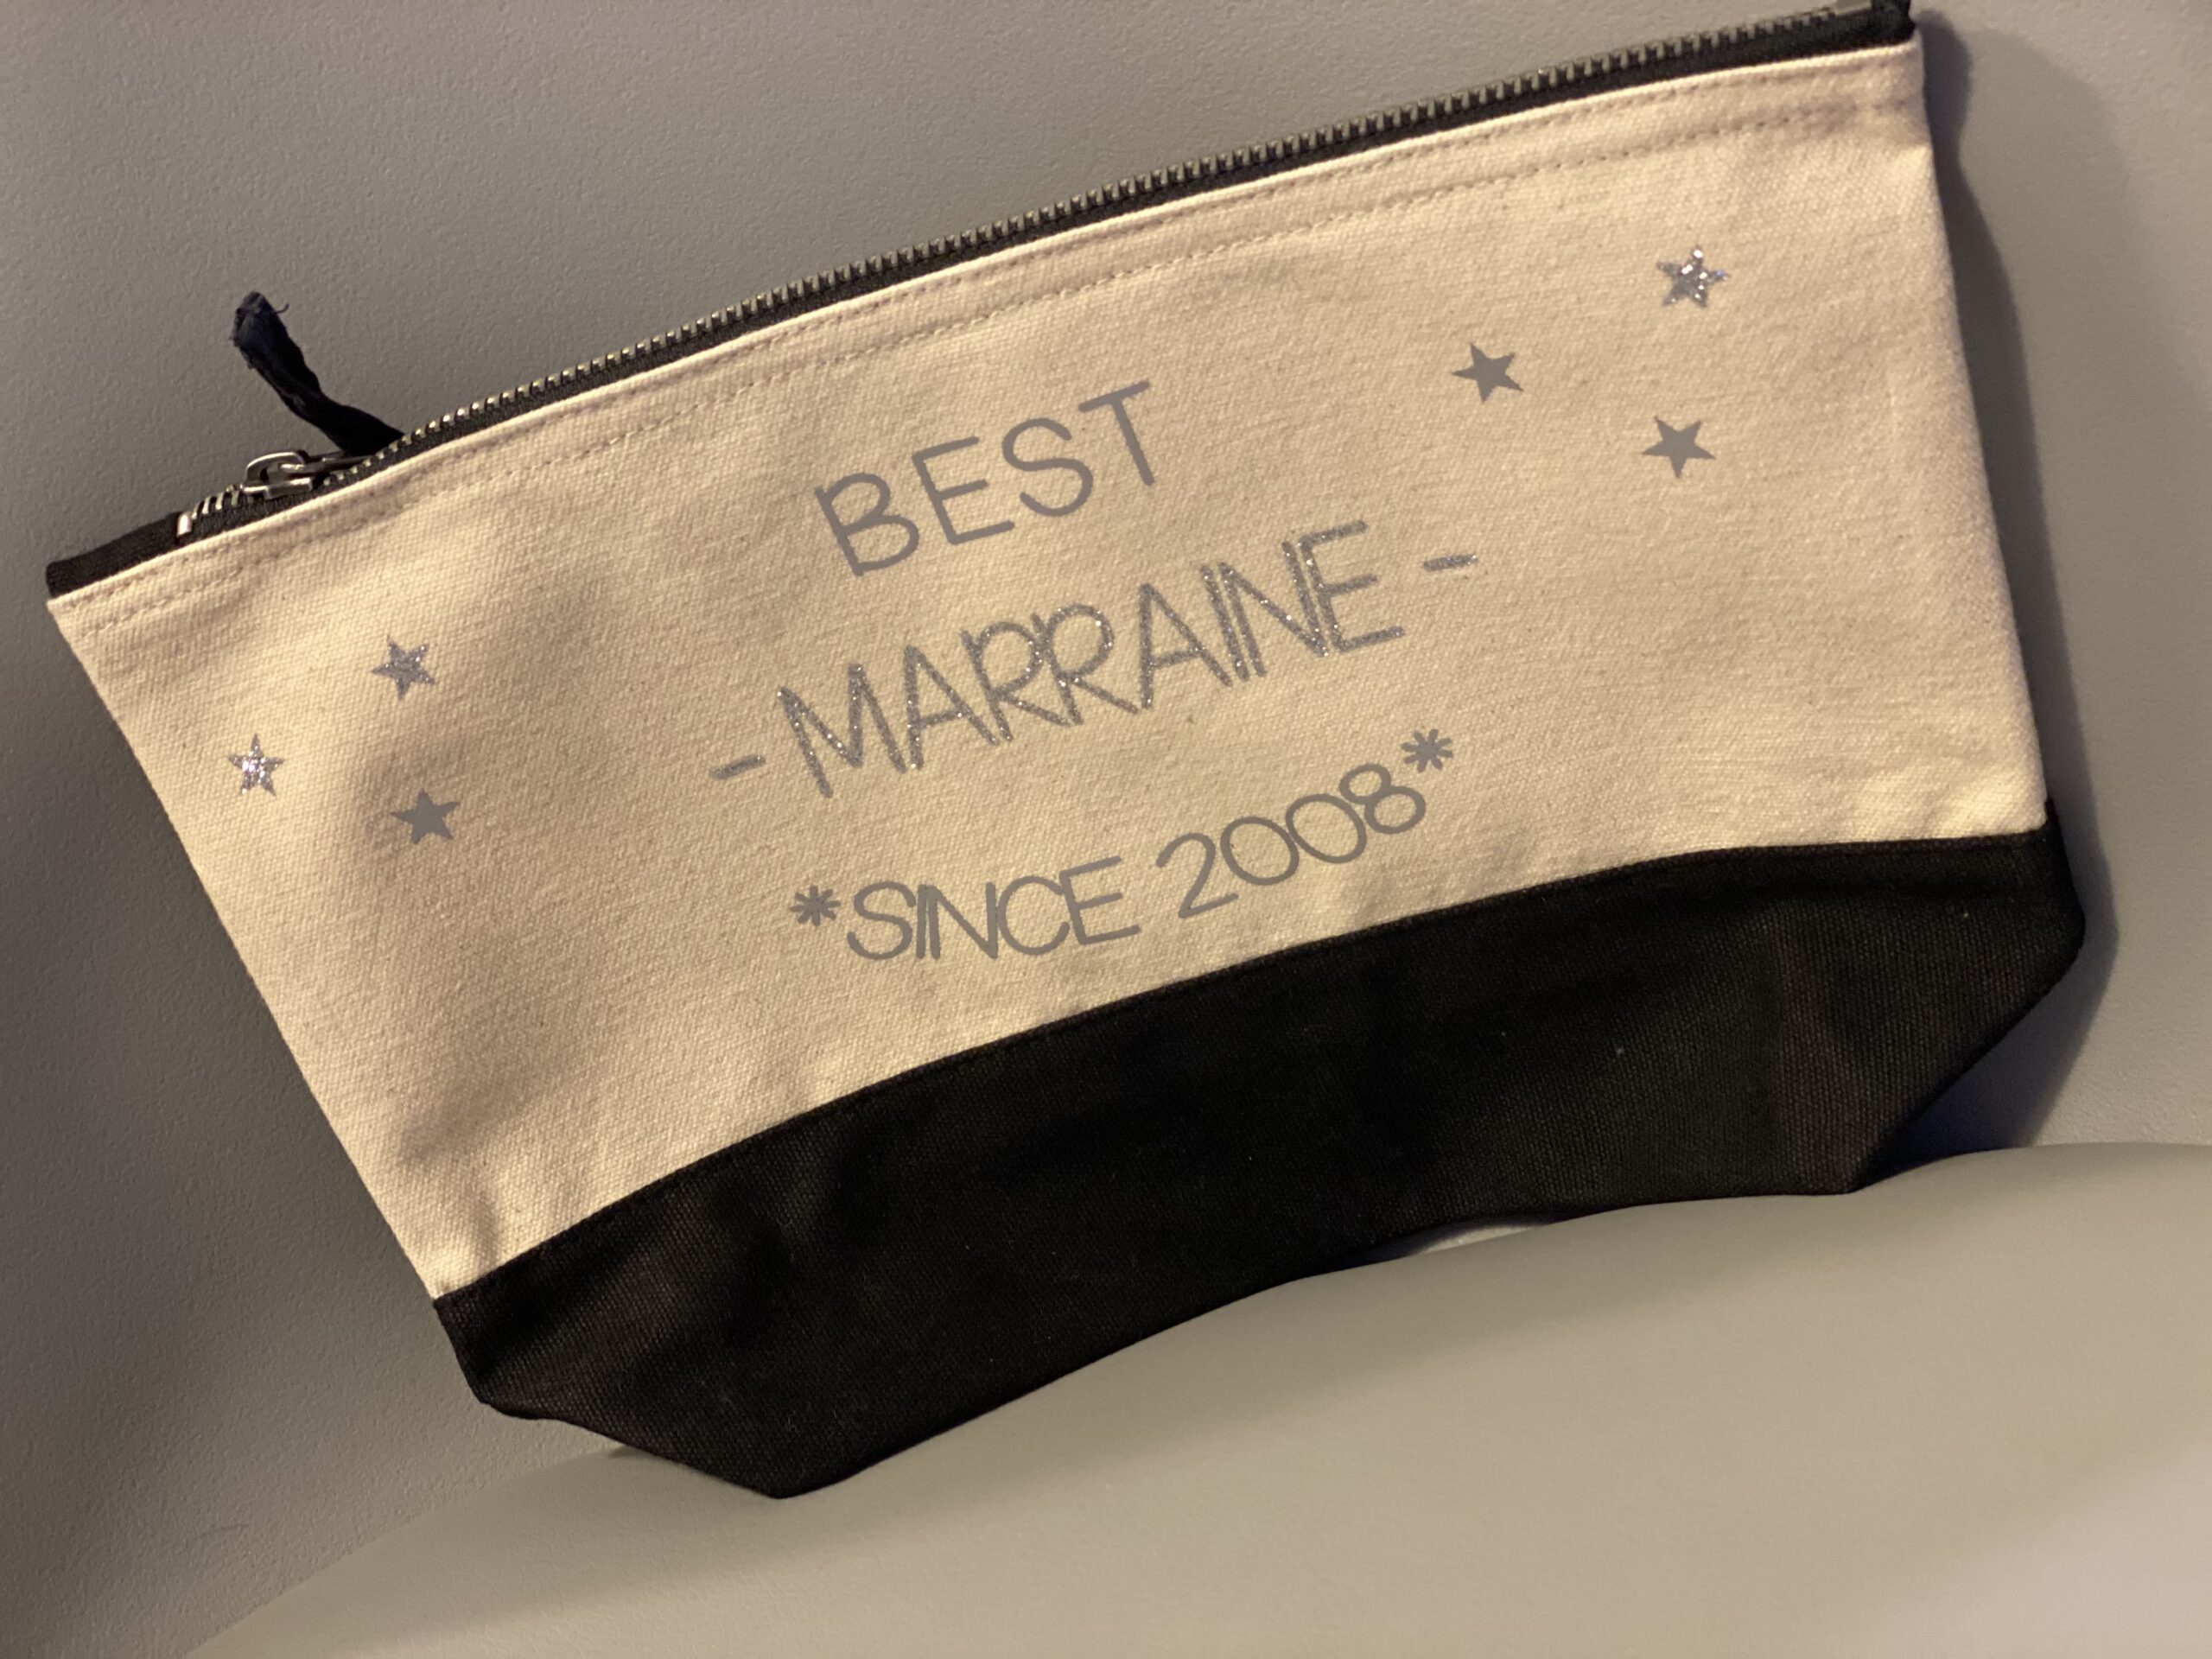 BEST
- MARRAINE -
*SINCE 2008*